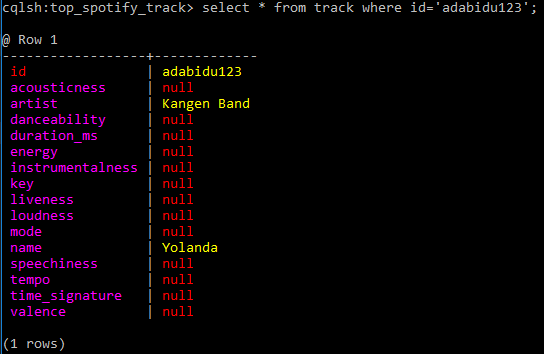 cqlsh:top_spotify_track> select * from track where id='adabidu123';
@ Row 1
------------------+-------------
id | adabidu123
acousticness | null
artist | Kangen Band
danceability | null
duration_ms | null
energy | null
instrumentalness | null
key | null
liveness | null
loudness | null
mode | null
name | Yolanda
speechiness | null
tempo | null
time_signature | null
valence | null
(1 rows)